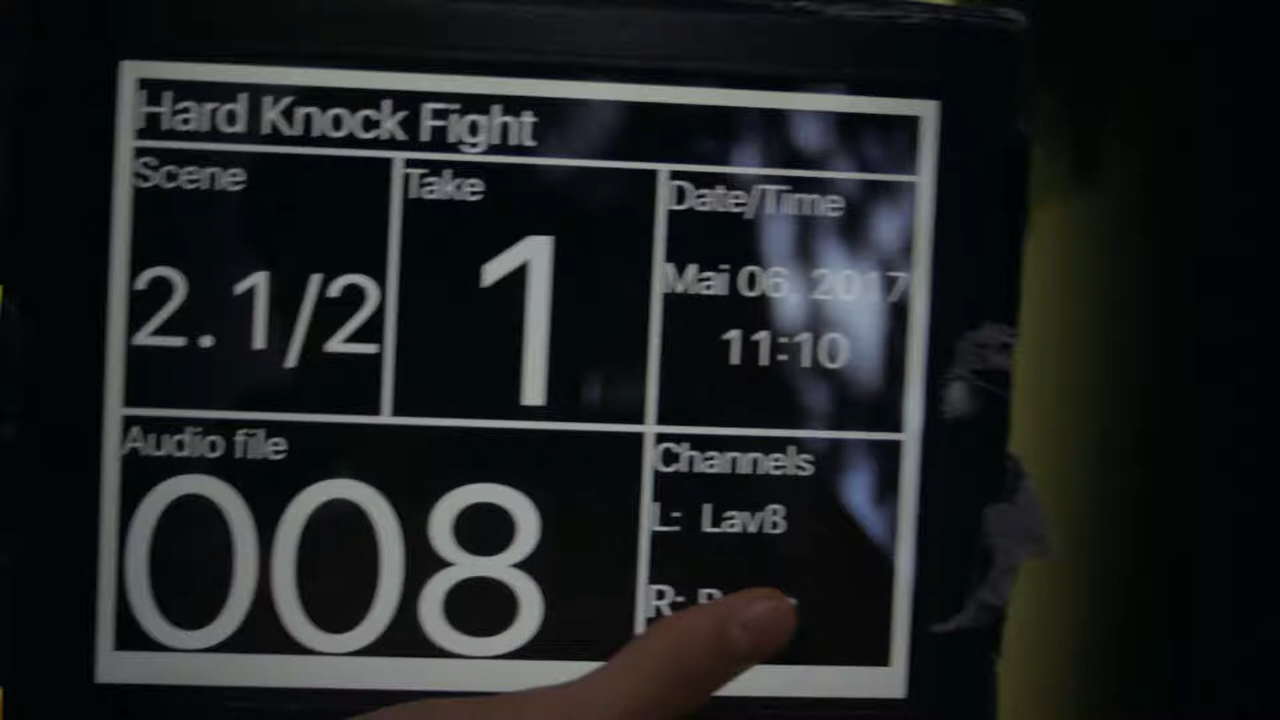 Hard Knock Fight
Scene
Take
Date/Time
2.1/2
1
Mai 06, 2017
11:10
Audio file
Channels
008
L: LavB
R: